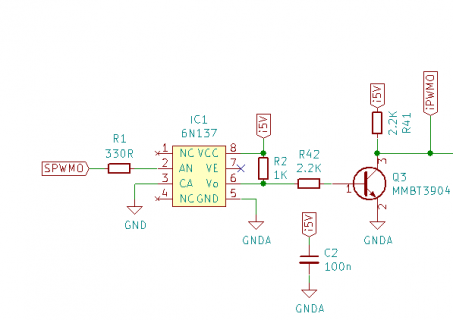 i5V
iPWMO
2.2K
R41
IC1
6N137
i5V
R1
330R
SPWMO
1 NC VCC 8
2 AN VE 7
3 CA Vo 6
4 NC GND 5
R2
1K
R42
2.2K
3
1
2
Q3
MMBT3904
GND
GNDA
GNDA
i5V
C2
100n
GNDA